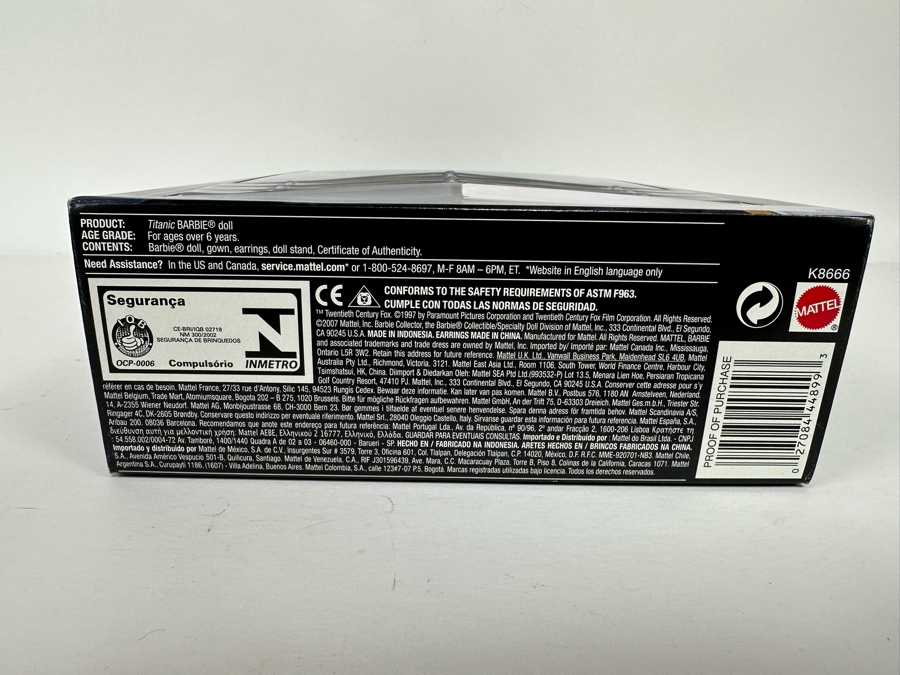 PRODUCT: Titanic BARBIE® doll
AGE GRADE: For ages over 6 years.
CONTENTS: Barbie® doll, gown, earrings, doll stand, Certificate of Authenticity.
Need Assistance? In the US and Canada, service.mattel.com* or 1-800-524-8697, M-F 8AM – 6PM, ET. *Website in English language only
K8666
Segurança
CE-BRI/IQB 02719
NM 300/2002
SEGURANÇA DE BRINQUEDOS
IQB
OCP-0006 Compulsório INMETRO
CE
CONFORMS TO THE SAFETY REQUIREMENTS OF ASTM F963.
CUMPLE CON TODAS LAS NORMAS DE SEGURIDAD.
™ Twentieth Century Fox. ©1997 by Paramount Pictures Corporation and Twentieth Century Fox Film Corporation. All Rights Reserved.
©2007 Mattel, Inc. Barbie Collector, the Barbie® Collectible/Specialty Doll Division of Mattel, Inc., 333 Continental Blvd., El Segundo,
CA 90245 U.S.A. MADE IN INDONESIA. EARRINGS MADE IN CHINA. Manufactured for Mattel. All Rights Reserved. MATTEL, BARBIE
and associated trademarks and trade dress are owned by Mattel, Inc. Imported by/ Importé par: Mattel Canada Inc., Mississauga,
Ontario L5R 3W2. Retain this address for future reference. Mattel U.K. Ltd., Vanwall Business Park, Maidenhead SL6 4UB. Mattel
Australia Pty Ltd., Richmond, Victoria. 3121. Mattel East Asia Ltd., Room 1106, South Tower, World Finance Centre, Harbour City,
Tsimshatsui, HK, China. Diimport & Diedarkan Oleh: Mattel SEA Ptd Ltd.(993532-P) Lot 13.5, Menara Lien Hoe, Persiaran Tropicana
Golf Country Resort, 47410 PJ. Mattel, Inc., 333 Continental Blvd., El Segundo, CA 90245 U.S.A. Conserver cette adresse pour s'y
référer en cas de besoin. Mattel France, 27/33 rue d'Antony, Silic 145, 94523 Rungis Cedex. Bewaar deze informatie. Kan later van pas komen. Mattel B.V., Postbus 576, 1180 AN Amstelveen, Nederland.
Mattel Belgium, Trade Mart, Atomiumsquare, Bogota 202 – B 275, 1020 Brussels. Bitte für mögliche Rückfragen aufbewahren. Mattel GmbH, An der Trift 75, D-63303 Dreieich. Mattel Ges.m.b.H., Triester Str.
14, A-2355 Wiener Neudorf. Mattel AG, Monbijoustrasse 68, CH-3000 Bern 23. Bør gemmes i tilfælde af eventuel senere henvendelse. Spara denna adress för framtida behov. Mattel Scandinavia A/S,
Ringager 4C, DK-2605 Brøndby. Conservare questo indirizzo per eventuale riferimento futuro. Mattel Srl., 28040 Oleggio Castello, Italy. Sírvanse guardar esta información para futura referencia. Mattel España, S.A.,
Aribau 200. 08036 Barcelona. Recomendamos que anote este endereço para futura referência: Mattel Portugal Lda., Av. da República, nº 90/96, 2º andar Fracção 2, 1600-206 Lisboa Κρατήστε τη
διεύθυνση αυτή για μελλοντική χρήση. Mattel AEBE, Ελληνικού 2 16777, Ελληνικό, Ελλάδα. GUARDAR PARA EVENTUAIS CONSULTAS. Importado e Distribuido por : Mattel do Brasil Ltda. - CNPJ
: 54.558.002/0004-72 Av. Tamboré, 1400/1440 Quadra A de 02 a 03 - 06460-000 - Barueri - SP. HECHO EN / FABRICADO NA INDONESIA. ARETES HECHOS EN / BRINCOS FABRICADOS NA CHINA.
Importado y distribuido por Mattel de México, S.A. de C.V., Insurgentes Sur # 3579, Torre 3, Oficina 601, Col. Tlalpan, Delegación Tlalpan, C.P. 14020, México, D.F. R.F.C. MME-920701-NB3. Mattel Chile,
S.A., Avenida Américo Vespucio 501-B, Quilicura, Santiago. Mattel de Venezuela, C.A., RIF J301596439, Ave. Mara, C.C. Macaracuay Plaza, Torre B, Piso 8, Colinas de la California, Caracas 1071. Mattel
Argentina S.A., Curupaytí 1186, (1607) - Villa Adelina, Buenos Aires. Mattel Colombia, S.A., calle 123#7-07 P.5, Bogotá. Marcas registradas utilizadas bajo licencia. Todos los derechos reservados.
MATTEL®
PROOF OF PURCHASE
0 27084 44899 3